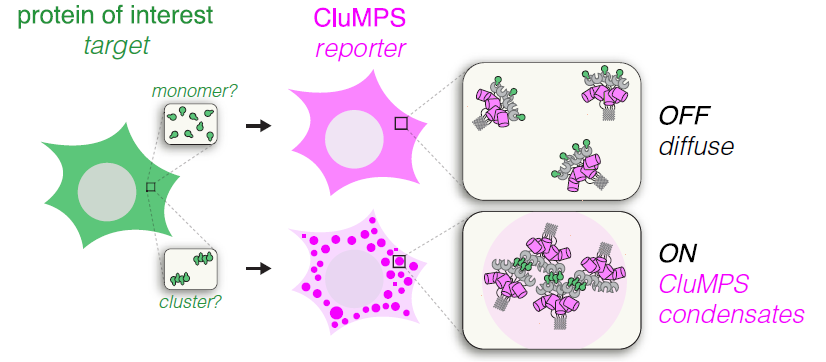 protein of interest
target
CluMPS
reporter
monomer?
cluster?
OFF
diffuse
ON
CluMPS
condensates